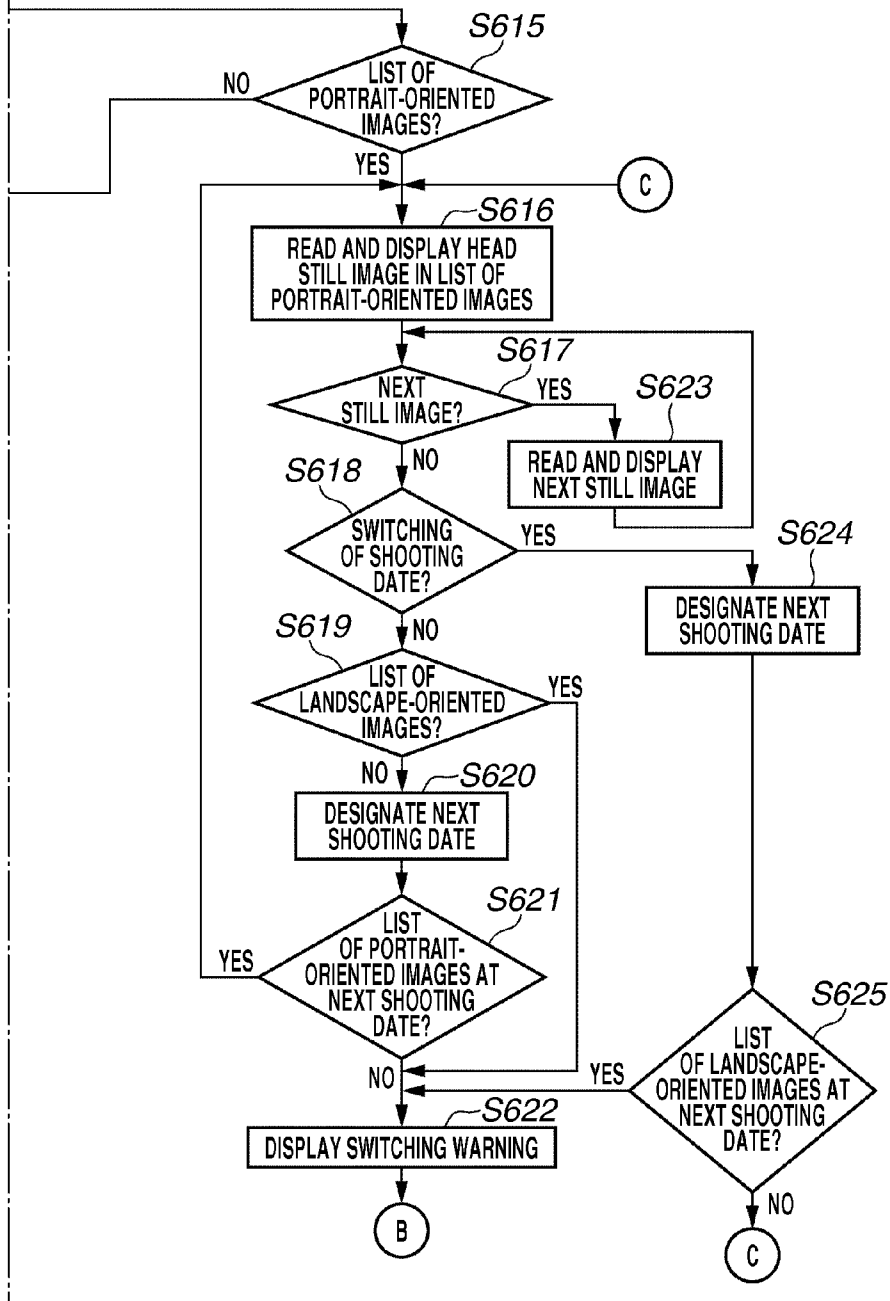 S615
LIST OF
PORTRAIT-ORIENTED
IMAGES?
NO
YES
C
S616
READ AND DISPLAY HEAD
STILL IMAGE IN LIST OF
PORTRAIT-ORIENTED IMAGES
S617
NEXT
STILL IMAGE?
YES
S623
READ AND DISPLAY
NEXT STILL IMAGE
NO
S618
SWITCHING
OF SHOOTING
DATE?
YES
S624
DESIGNATE NEXT
SHOOTING DATE
NO
S619
LIST OF
LANDSCAPE-ORIENTED
IMAGES?
YES
NO
S620
DESIGNATE NEXT
SHOOTING DATE
S621
LIST
OF PORTRAIT-
ORIENTED IMAGES AT
NEXT SHOOTING
DATE?
YES
NO
S625
LIST
OF LANDSCAPE-
ORIENTED IMAGES AT
NEXT SHOOTING
DATE?
YES
S622
DISPLAY SWITCHING WARNING
B
NO
C